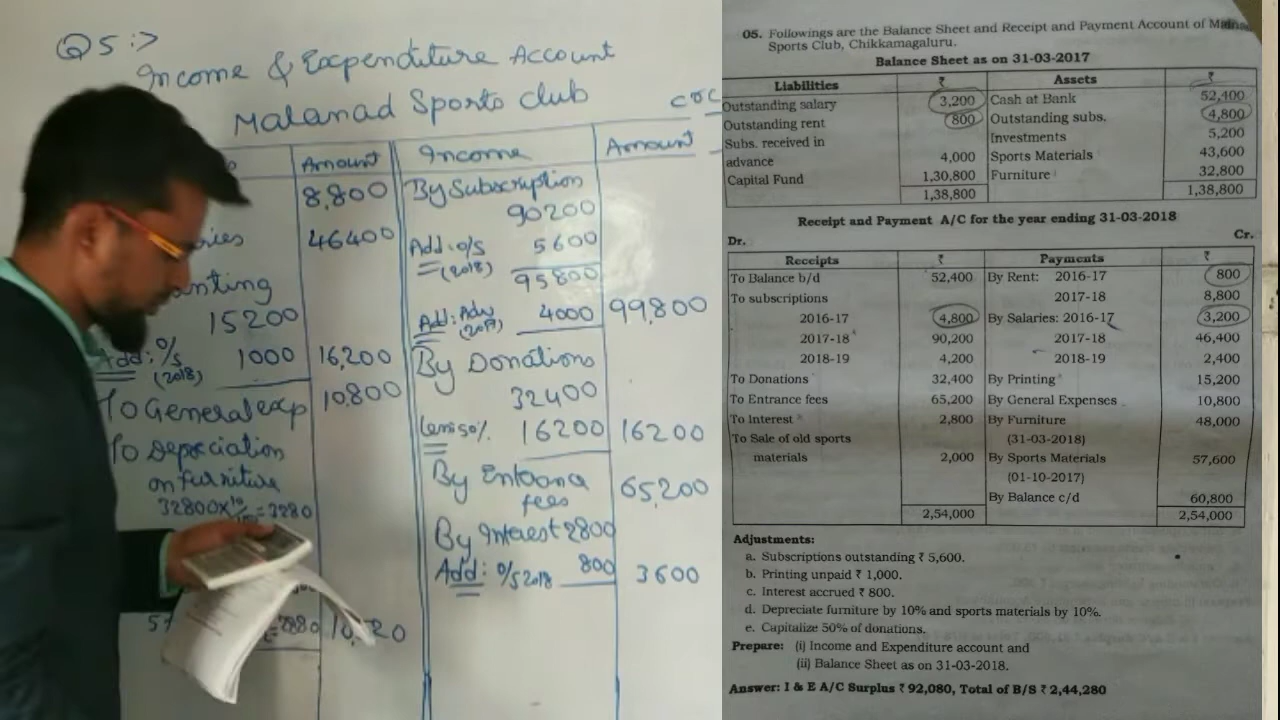 Q5:→
Income & Expenditure Account
Malanad Sports club
Amount Income Amount
8,800 By Subscription
90200
46400 Add: o/s 5600
(2018) 95800
15200 Add: Adv 4000 99,800
(2017)
Add: o/s 1000 16,200 By Donations
(2018)
To General exp 10,800 32400
Less 50% 16200 16200
To Depreciation
on furniture By Entrance 65,200
fees
32800X10/100=3280
By Interest 2800
Add: o/s 2018 800 3600
05. Followings are the Balance Sheet and Receipt and Payment Account of
Sports Club, Chikkamagaluru.
Balance Sheet as on 31-03-2017
Liabilities ₹ Assets ₹
Outstanding salary 3,200 Cash at Bank 52,400
Outstanding rent 800 Outstanding subs. 4,800
Subs. received in Investments 5,200
advance 4,000 Sports Materials 43,600
Capital Fund 1,30,800 Furniture 32,800
1,38,800 1,38,800
Receipt and Payment A/C for the year ending 31-03-2018
Dr. Cr.
Receipts ₹ Payments ₹
To Balance b/d 52,400 By Rent: 2016-17 800
To subscriptions 2017-18 8,800
2016-17 4,800 By Salaries: 2016-17 3,200
2017-18 90,200 2017-18 46,400
2018-19 4,200 2018-19 2,400
To Donations 32,400 By Printing 15,200
To Entrance fees 65,200 By General Expenses 10,800
To Interest 2,800 By Furniture 48,000
To Sale of old sports (31-03-2018)
materials 2,000 By Sports Materials 57,600
(01-10-2017)
By Balance c/d 60,800
2,54,000 2,54,000
Adjustments:
a. Subscriptions outstanding ₹ 5,600.
b. Printing unpaid ₹ 1,000.
c. Interest accrued ₹ 800.
d. Depreciate furniture by 10% and sports materials by 10%.
e. Capitalize 50% of donations.
Prepare: (i) Income and Expenditure account and
(ii) Balance Sheet as on 31-03-2018.
Answer: I & E A/C Surplus ₹ 92,080, Total of B/S ₹ 2,44,280